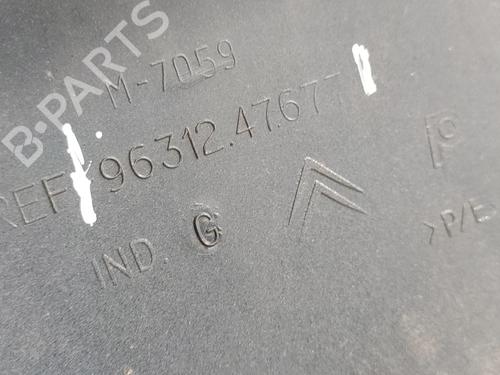 B-PARTS
M-7059
REF 96312.47677
IND. G
>P/E